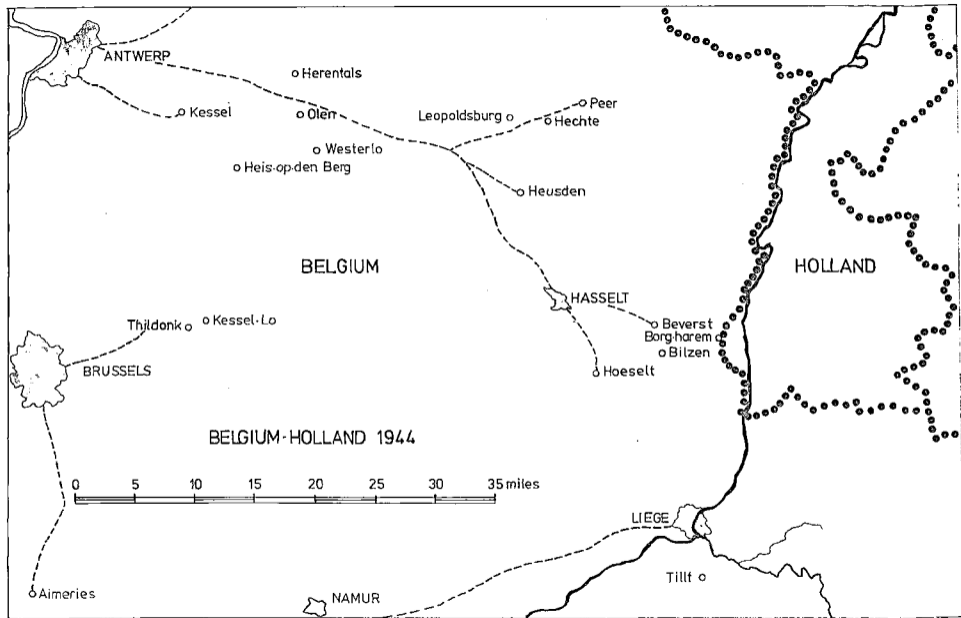 ANTWERP
Herentals
Kessel
Olen
Leopoldsburg
Peer
Hechte
Westerlo
Heis-op-den Berg
Heusden
BELGIUM
HOLLAND
HASSELT
Thildonk
Kessel-Lo
Beverst
Borg-harem
Bilzen
BRUSSELS
Hoeselt
BELGIUM-HOLLAND 1944
0 5 10 15 20 25 30 35 miles
LIEGE
Tillf
Aimeries
NAMUR